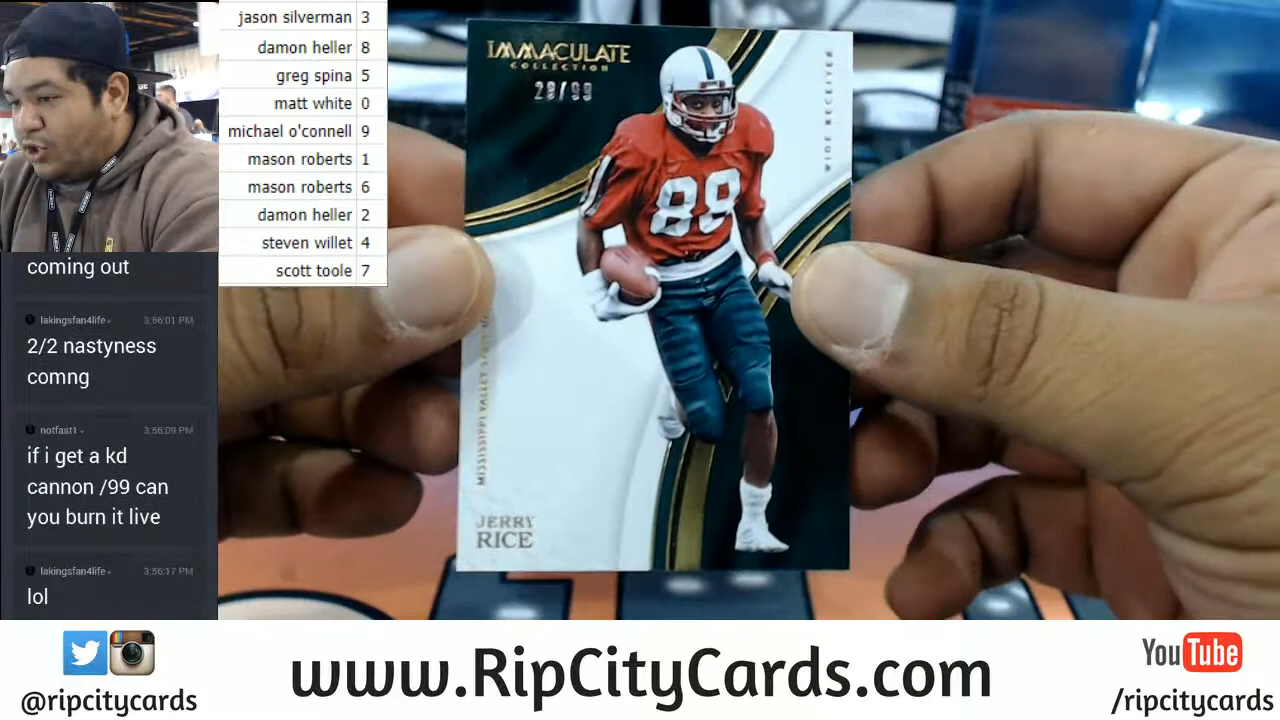 jason silverman 3
damon heller 8
greg spina 5
matt white 0
michael o'connell 9
mason roberts 1
mason roberts 6
damon heller 2
steven willet 4
scott toole 7
coming out
lakingsfan4life 3:56:01 PM
2/2 nastyness
comng
notfast1 3:56:09 PM
if i get a kd
cannon /99 can
you burn it live
lakingsfan4life 3:56:17 PM
lol
IMMACULATE
COLLECTION
29/99
WIDE RECEIVER
88
MISSISSIPPI VALLEY STATE
JERRY
RICE
@ripcitycards
www.RipCityCards.com
YouTube
/ripcitycards